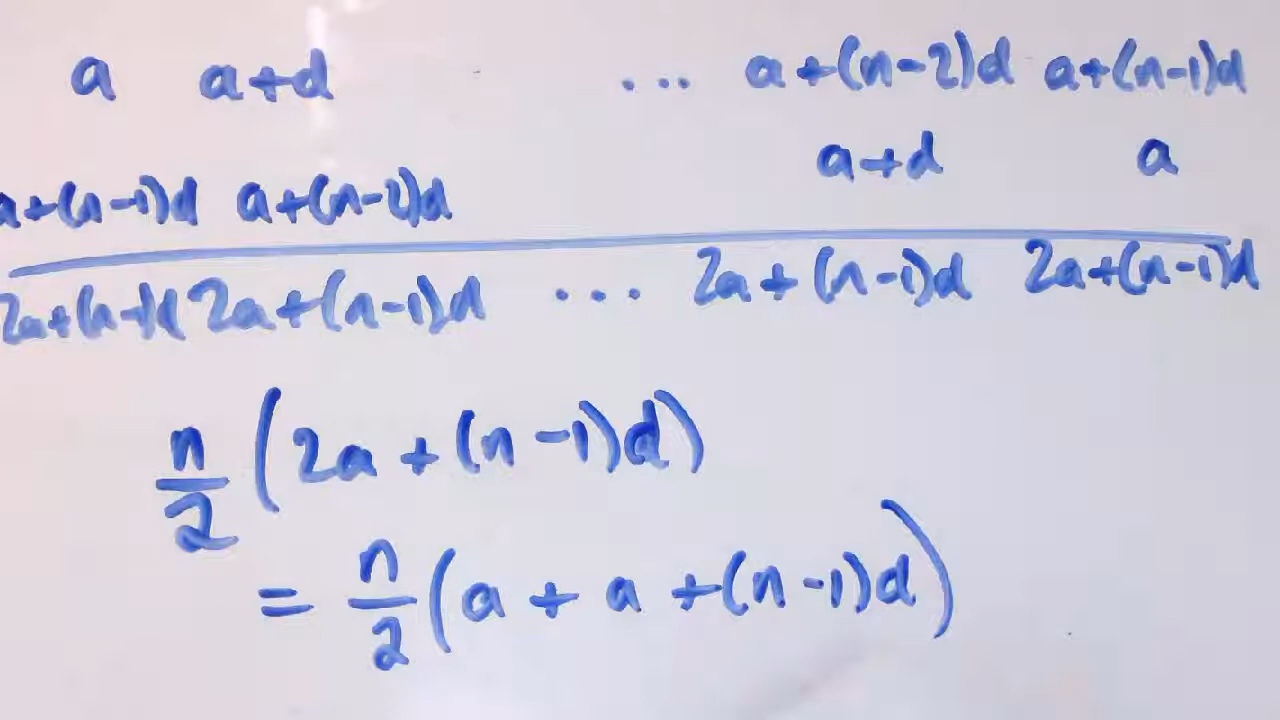 a a+d ... a+(n-2)d a+(n-1)d
a+(n-1)d a+(n-2)d a+d a
2a+(n-1)d 2a+(n-1)d ... 2a+(n-1)d 2a+(n-1)d
n/2 (2a+(n-1)d)
= n/2 (a + a +(n-1)d)